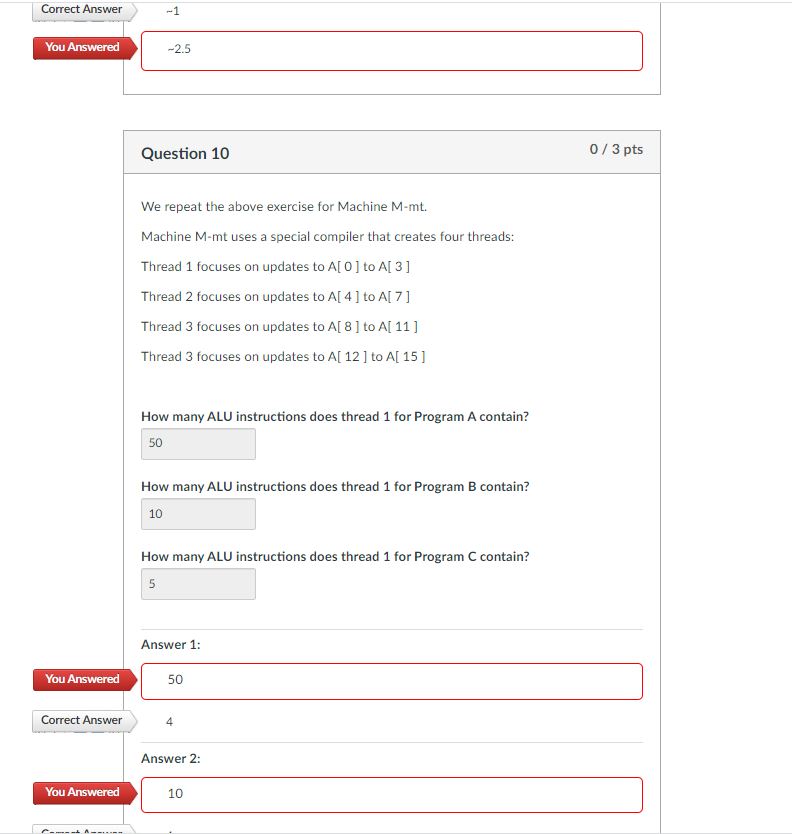 Correct Answer ~1
You Answered ~2.5
Question 10 0 / 3 pts
We repeat the above exercise for Machine M-mt.
Machine M-mt uses a special compiler that creates four threads:
Thread 1 focuses on updates to A[ 0 ] to A[ 3 ]
Thread 2 focuses on updates to A[ 4 ] to A[ 7 ]
Thread 3 focuses on updates to A[ 8 ] to A[ 11 ]
Thread 3 focuses on updates to A[ 12 ] to A[ 15 ]
How many ALU instructions does thread 1 for Program A contain?
50
How many ALU instructions does thread 1 for Program B contain?
10
How many ALU instructions does thread 1 for Program C contain?
5
Answer 1:
You Answered 50
Correct Answer 4
Answer 2:
You Answered 10
Correct Answer